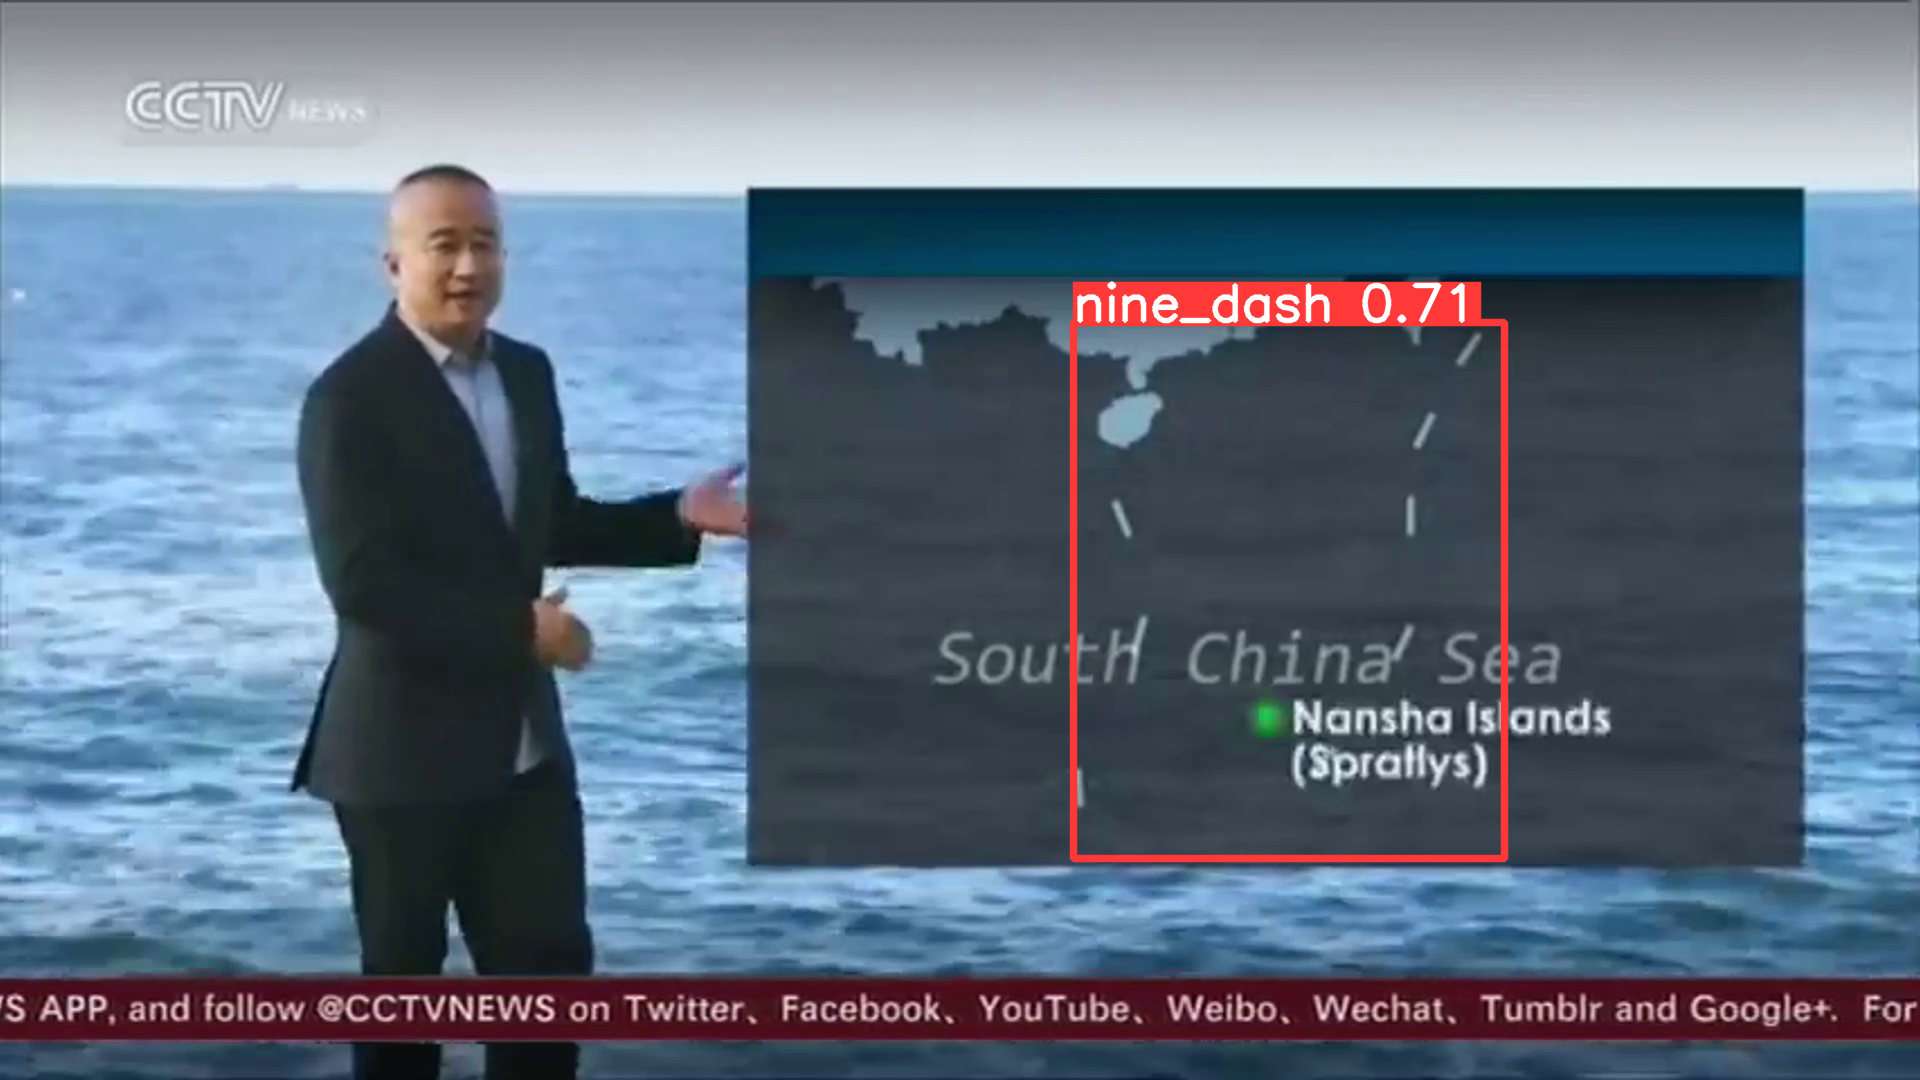 CCTV NEWS
nine_dash 0.71
South China Sea
Nansha Islands
(Spratlys)
/S APP, and follow @CCTVNEWS on Twitter、Facebook、YouTube、Weibo、Wechat、Tumblr and Google+. For